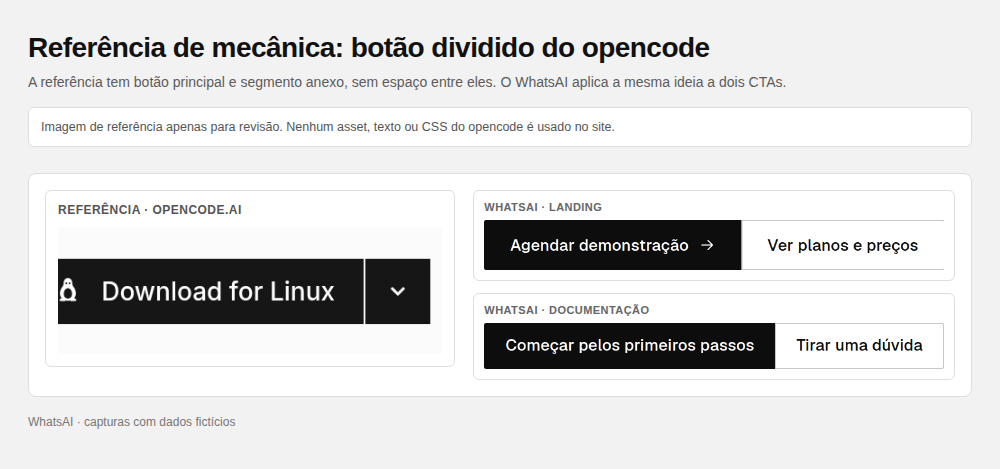 Referência de mecânica: botão dividido do opencode
A referência tem botão principal e segmento anexo, sem espaço entre eles. O WhatsAI aplica a mesma ideia a dois CTAs.
Imagem de referência apenas para revisão. Nenhum asset, texto ou CSS do opencode é usado no site.
REFERÊNCIA · OPENCODE.AI
Download for Linux
WHATSAI · LANDING
Agendar demonstração →
Ver planos e preços
WHATSAI · DOCUMENTAÇÃO
Começar pelos primeiros passos
Tirar uma dúvida
WhatsAI · capturas com dados fictícios